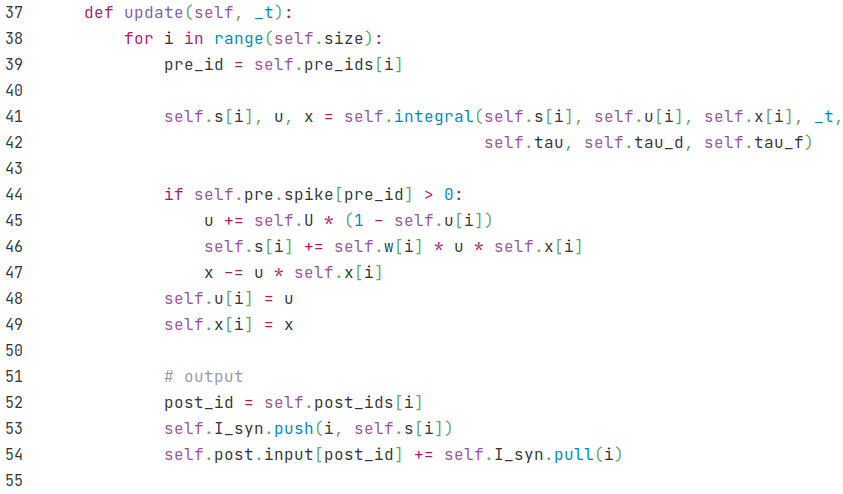 37      def update(self, _t):
38          for i in range(self.size):
39              pre_id = self.pre_ids[i]
40
41              self.s[i], u, x = self.integral(self.s[i], self.u[i], self.x[i], _t,
42                                              self.tau, self.tau_d, self.tau_f)
43
44              if self.pre.spike[pre_id] > 0:
45                  u += self.U * (1 - self.u[i])
46                  self.s[i] += self.w[i] * u * self.x[i]
47                  x -= u * self.x[i]
48              self.u[i] = u
49              self.x[i] = x
50
51              # output
52              post_id = self.post_ids[i]
53              self.I_syn.push(i, self.s[i])
54              self.post.input[post_id] += self.I_syn.pull(i)
55